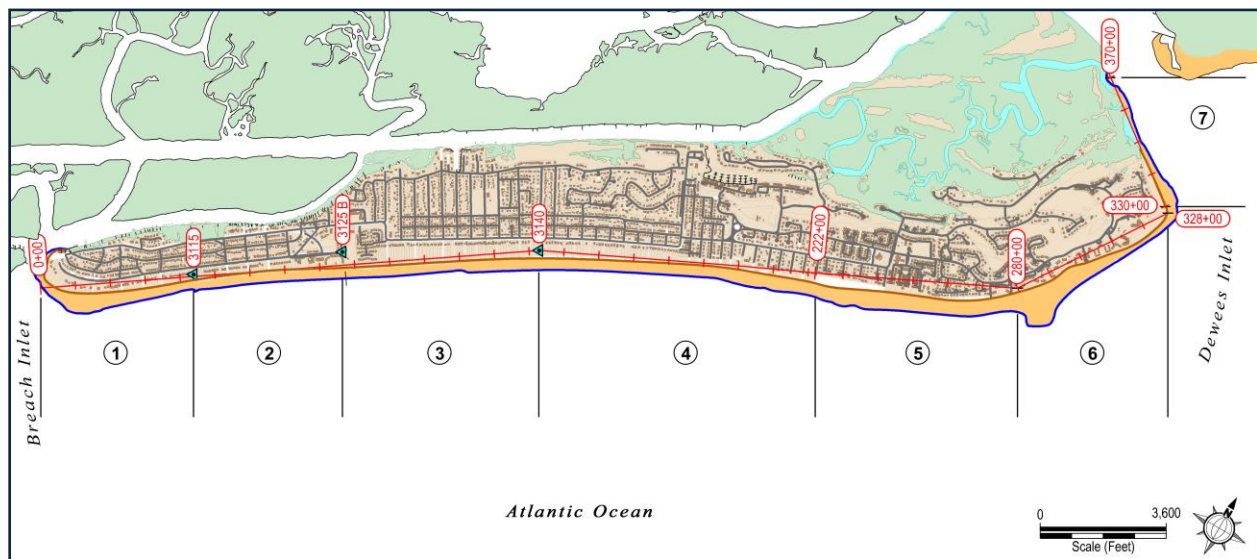 370+00
7
3125 B
3140
330+00
328+00
0+00
3115
222+00
280+00
Breach Inlet
1
2
3
4
5
6
Dewees Inlet
Atlantic Ocean
0 3,600
Scale (Feet)
N